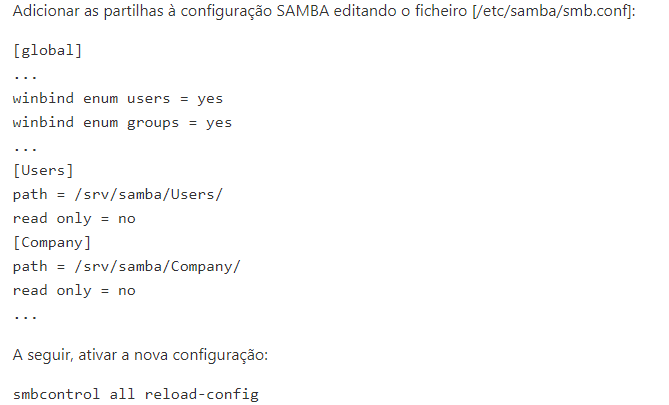 Adicionar as partilhas à configuração SAMBA editando o ficheiro [/etc/samba/smb.conf]:
[global]
...
winbind enum users = yes
winbind enum groups = yes
...
[Users]
path = /srv/samba/Users/
read only = no
[Company]
path = /srv/samba/Company/
read only = no
...
A seguir, ativar a nova configuração:
smbcontrol all reload-config